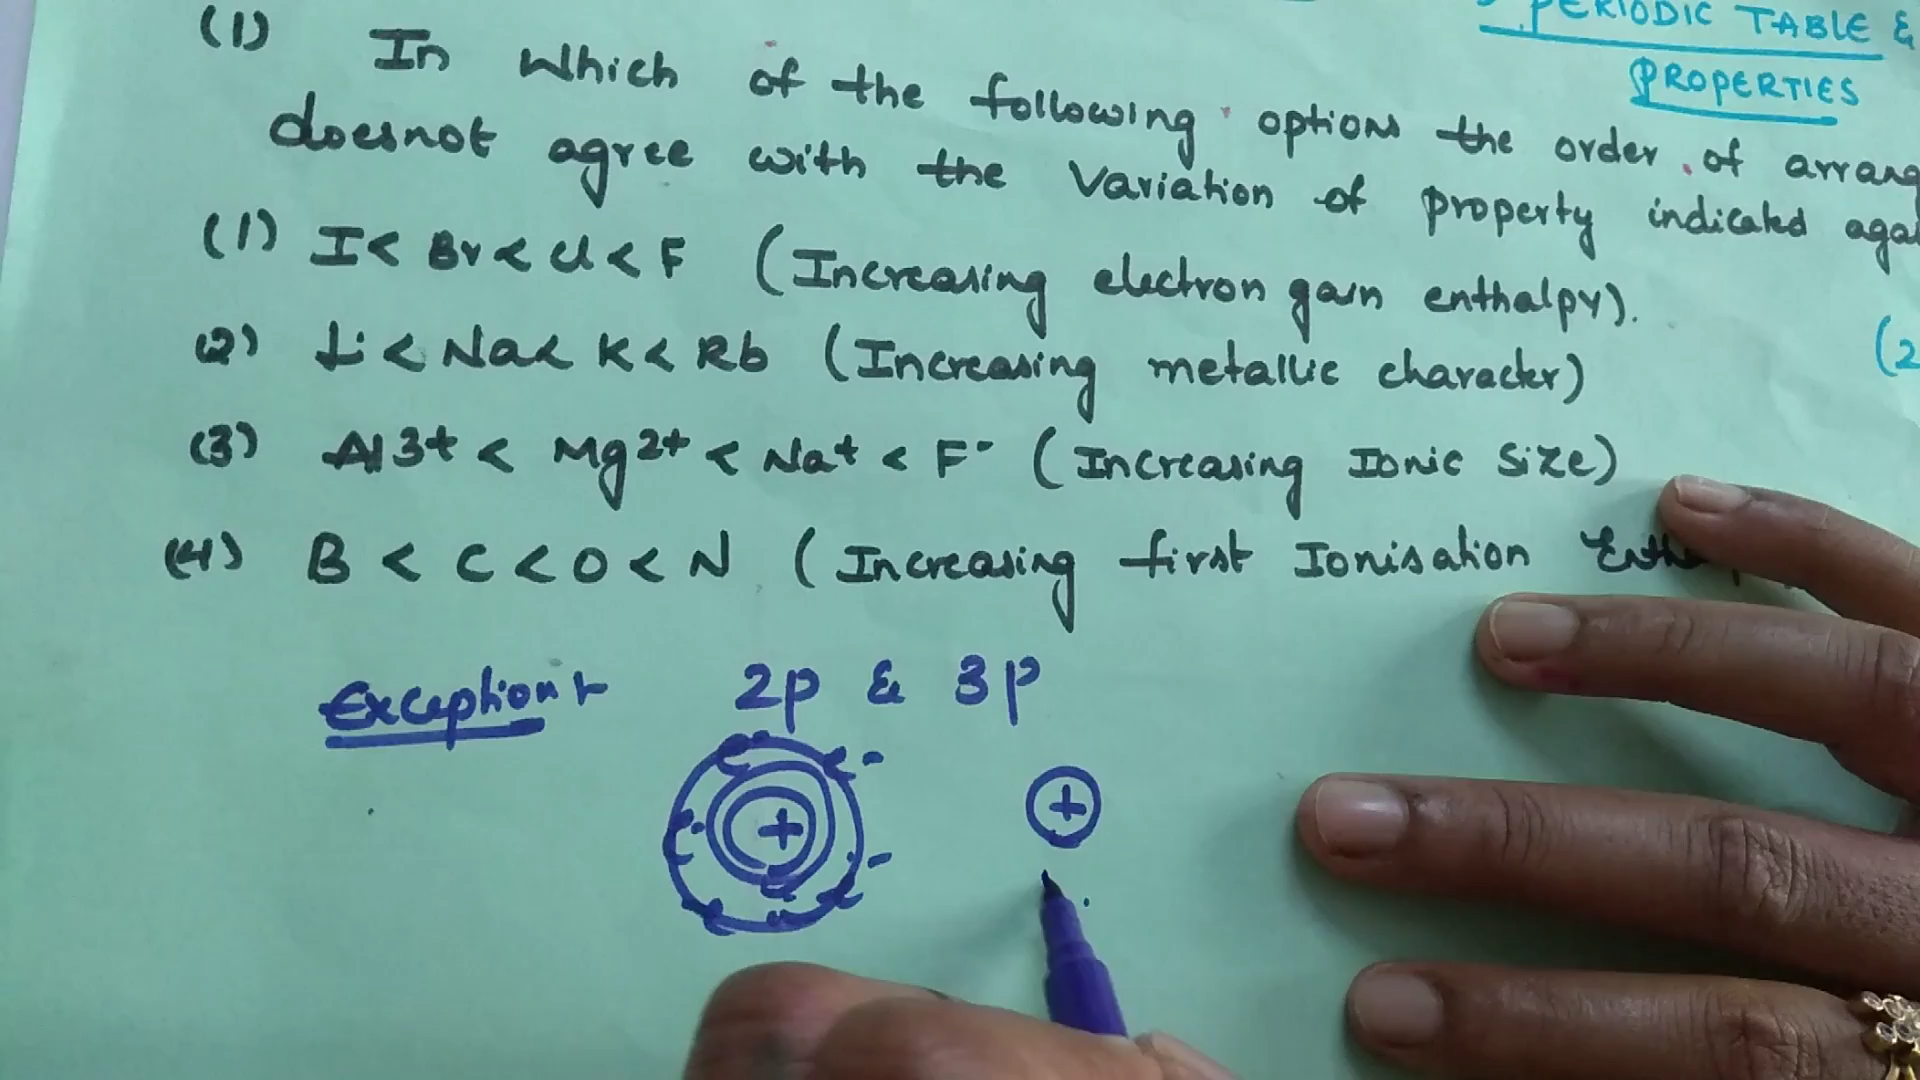 PERIODIC TABLE &
PROPERTIES
(1) In which of the following options the order of arrang
doesnot agree with the variation of property indicated agai
(1) I < Br < Cl < F (Increasing electron gain enthalpy).
(2) Li < Na < K < Rb (Increasing metallic character)
(2
(3) Al3+ < Mg2+ < Na+ < F- (Increasing Ionic Size)
(4) B < C < O < N (Increasing first Ionisation
Exception 2p & 3p
+ +